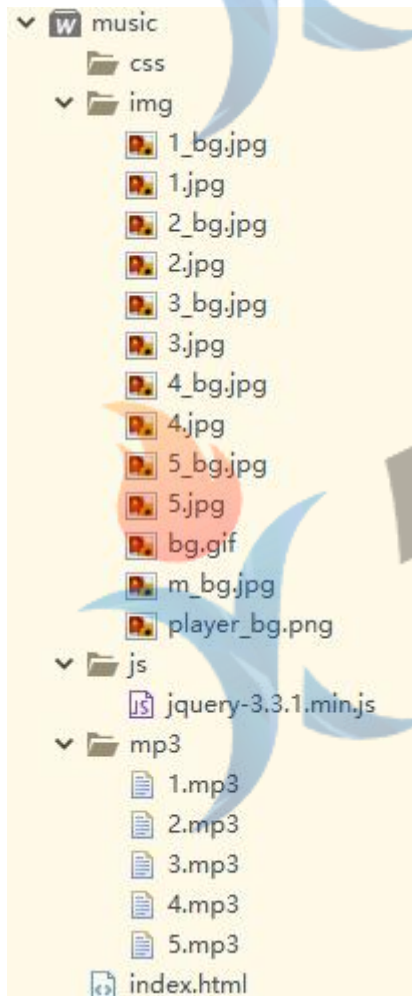 music
css
img
1_bg.jpg
1.jpg
2_bg.jpg
2.jpg
3_bg.jpg
3.jpg
4_bg.jpg
4.jpg
5_bg.jpg
5.jpg
bg.gif
m_bg.jpg
player_bg.png
js
jquery-3.3.1.min.js
mp3
1.mp3
2.mp3
3.mp3
4.mp3
5.mp3
index.html